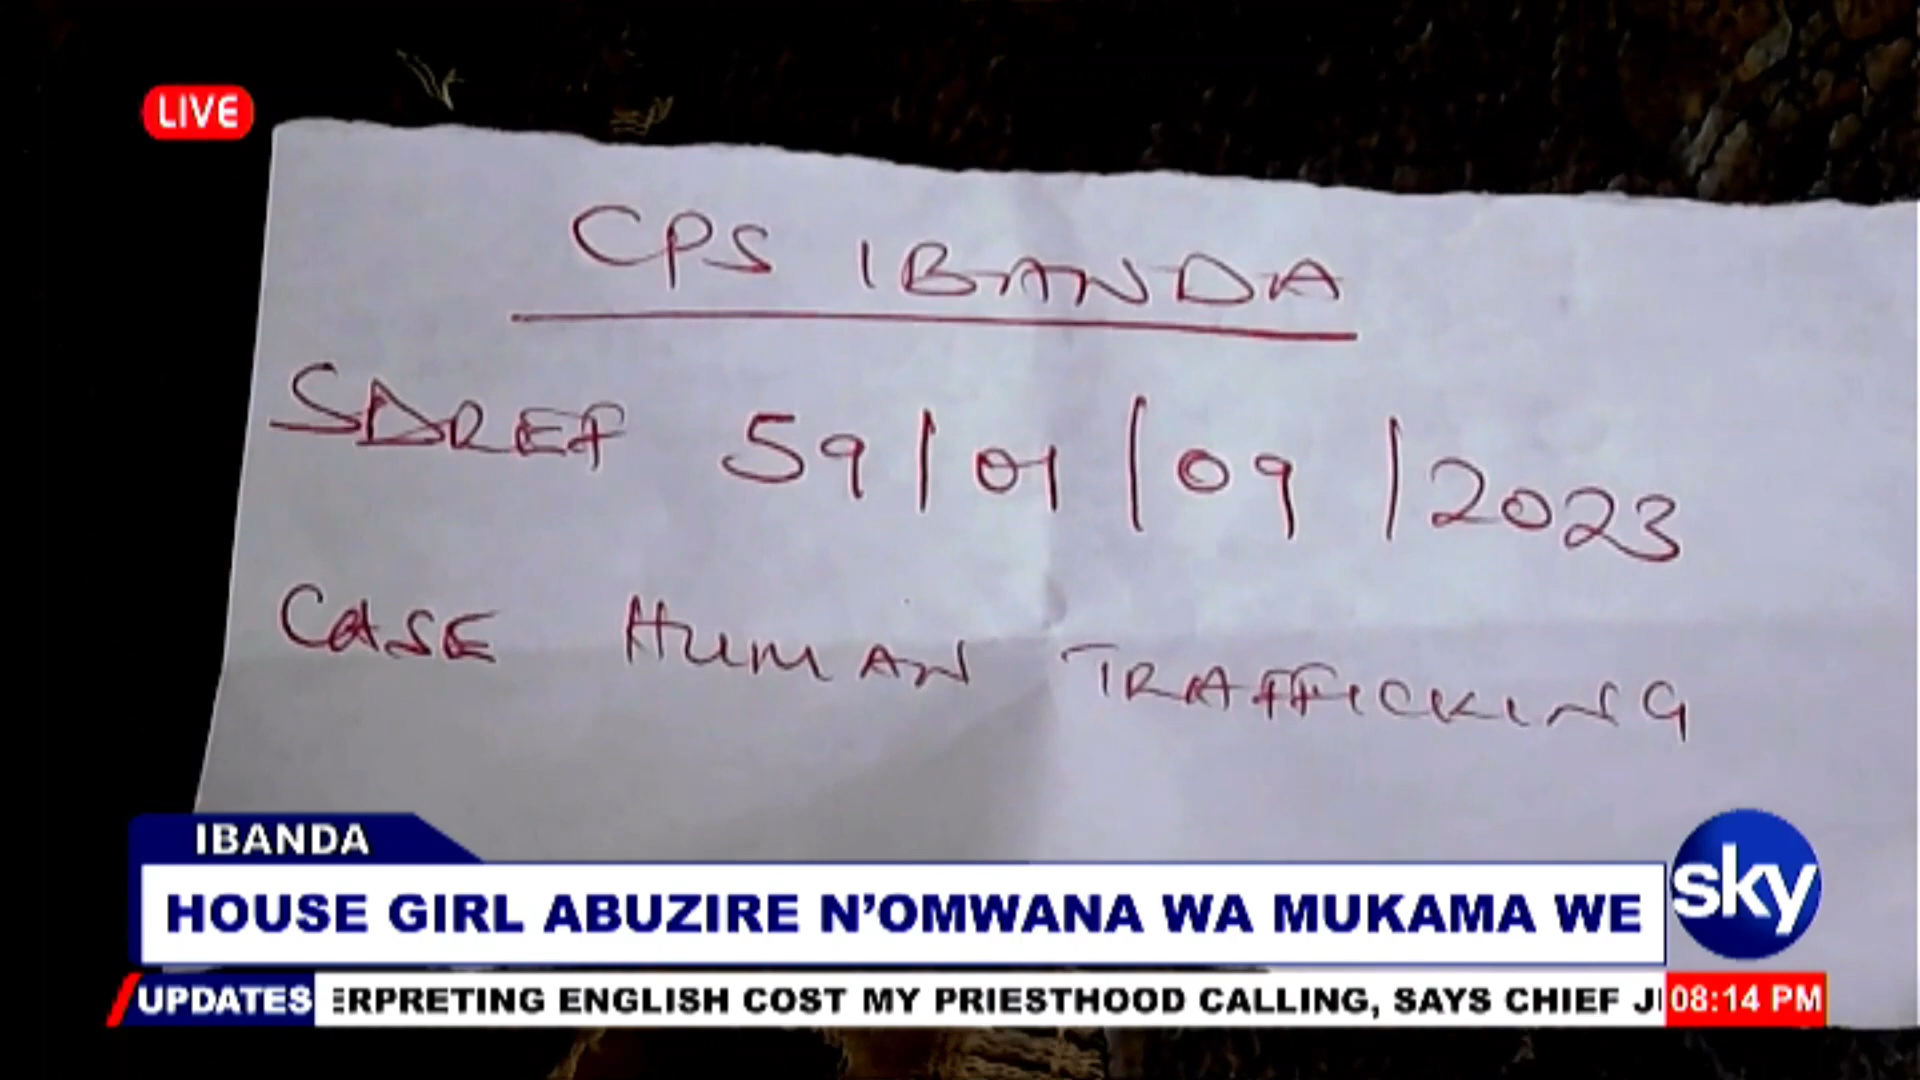 LIVE
CPS IBANDA
SDREF 59/01/09/2023
CASE HUMAN TRAFFICKING
IBANDA
HOUSE GIRL ABUZIRE N'OMWANA WA MUKAMA WE
sky
UPDATES ERPRETING ENGLISH COST MY PRIESTHOOD CALLING, SAYS CHIEF 08:14 PM